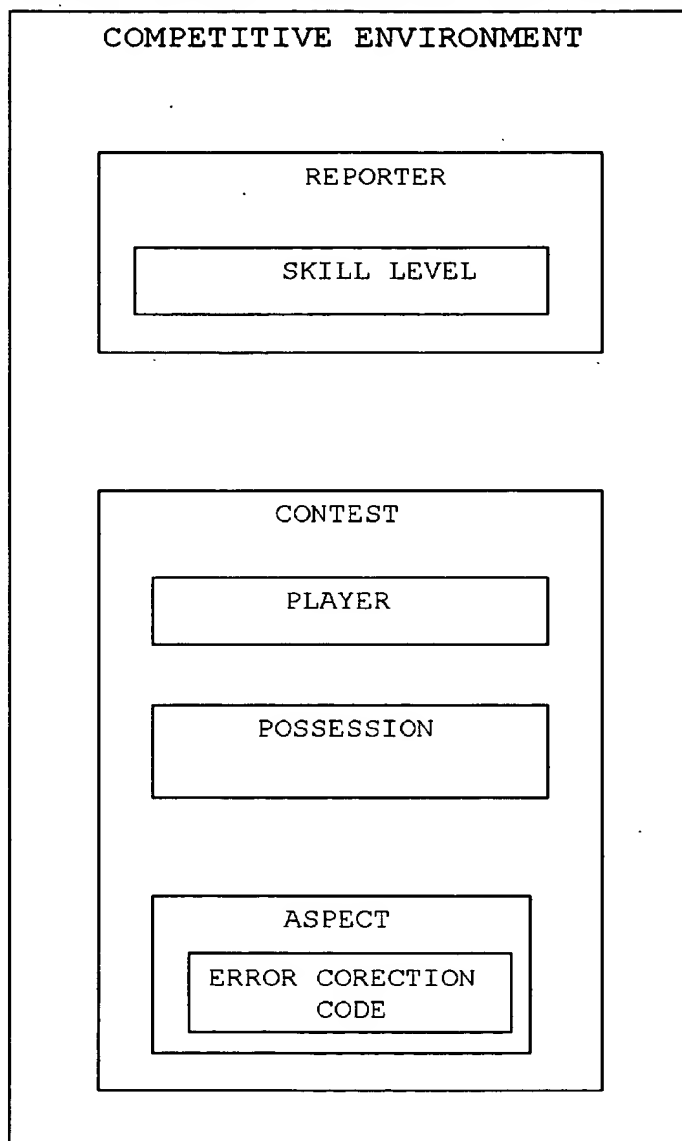 COMPETITIVE ENVIRONMENT
REPORTER
SKILL LEVEL
CONTEST
PLAYER
POSSESSION
ASPECT
ERROR CORECTION
CODE